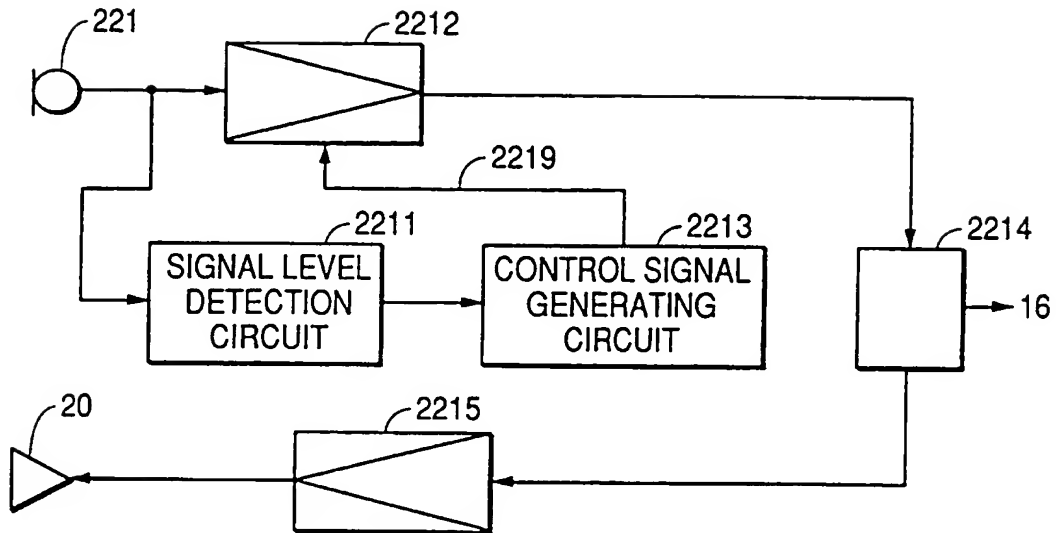 221
2212
2219
2211
SIGNAL LEVEL
DETECTION
CIRCUIT
2213
CONTROL SIGNAL
GENERATING
CIRCUIT
2214
16
20
2215